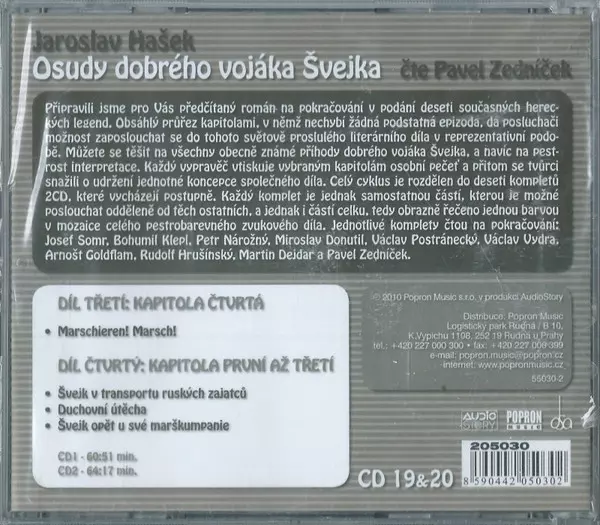 Jaroslav Hašek
Osudy dobrého vojáka Švejka
čte Pavel Zedníček
Připravili jsme pro Vás předčítaný román na pokračování v podání deseti současných herec-
kých legend. Obsáhlý průřez kapitolami, v němž nechybí žádná podstatná epizoda, dá posluchači
možnost zaposlouchat se do tohoto světově proslulého literárního díla v reprezentativní podo-
bě. Můžete se těšit na všechny obecně známé příhody dobrého vojáka Švejka, a navíc na pest-
rost interpretace. Každý vypravěč vtiskuje vybraným kapitolám osobní pečeť a přitom se tvůrci
snažili o udržení jednotné koncepce společného díla. Celý cyklus je rozdělen do deseti kompletů
2CD, které vycházejí postupně. Každý komplet je jednak samostatnou částí, kterou je možné
poslouchat odděleně od těch ostatních, a jednak i částí celku, tedy obrazně řečeno jednou barvou
v mozaice celého pestrobarevného zvukového díla. Jednotlivé komplety čtou na pokračování:
Josef Somr, Bohumil Klepl, Petr Nárožný, Miroslav Donutil, Václav Postránecký, Václav Vydra,
Arnošt Goldflam, Rudolf Hrušínský, Martin Dejdar a Pavel Zedníček.
DÍL TŘETÍ: KAPITOLA ČTVRTÁ
• Marschieren! Marsch!
DÍL ČTVRTÝ: KAPITOLA PRVNÍ AŽ TŘETÍ
• Švejk v transportu ruských zajatců
• Duchovní útěcha
• Švejk opět u své marškumpanie
CD1 - 60:51 min.
CD2 - 64:17 min.
© 2010 Popron Music s.r.o. v produkci AudioStory
Distribuce: Popron Music
Logistický park Rudná / B 10,
K.Vypichu 1108, 252 19 Rudná u Prahy
tel.: +420 227 000 300 • fax: +420 227 008 399
e-mail: popron.music@popron.cz
internet: www.popronmusic.cz
55030-2
AUDIO STORY
POPRON MUSIC
CD 19&20
205030
8 590442 050302